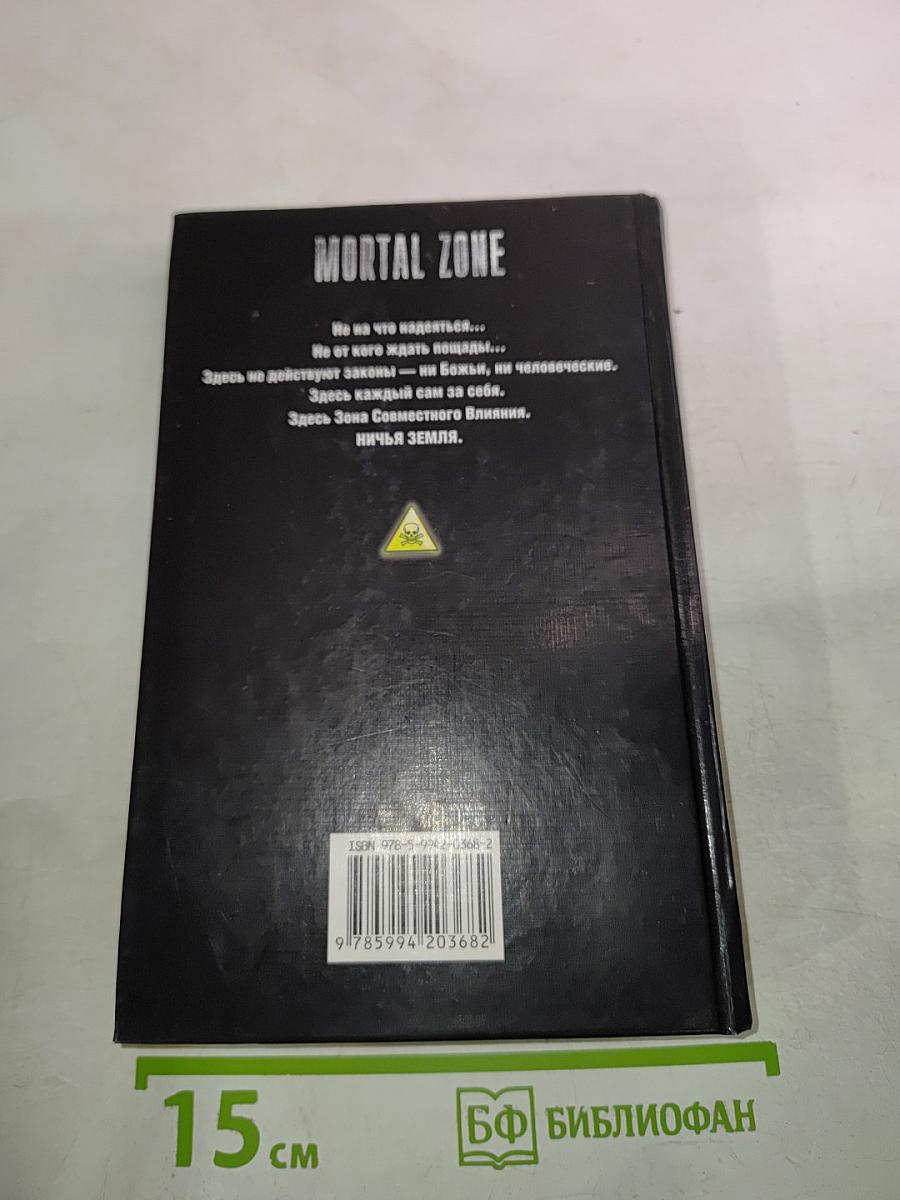 MORTAL ZONE
Не на что надеяться...
Не от кого ждать пощады...
Здесь не действуют законы — ни Божьи, ни человеческие.
Здесь каждый сам за себя.
Здесь Зона Совместного Влияния.
НИЧЬЯ ЗЕМЛЯ.
ISBN 978-5-9942-0368-2
9 785994 203682
15 см
БФ БИБЛИОФАН